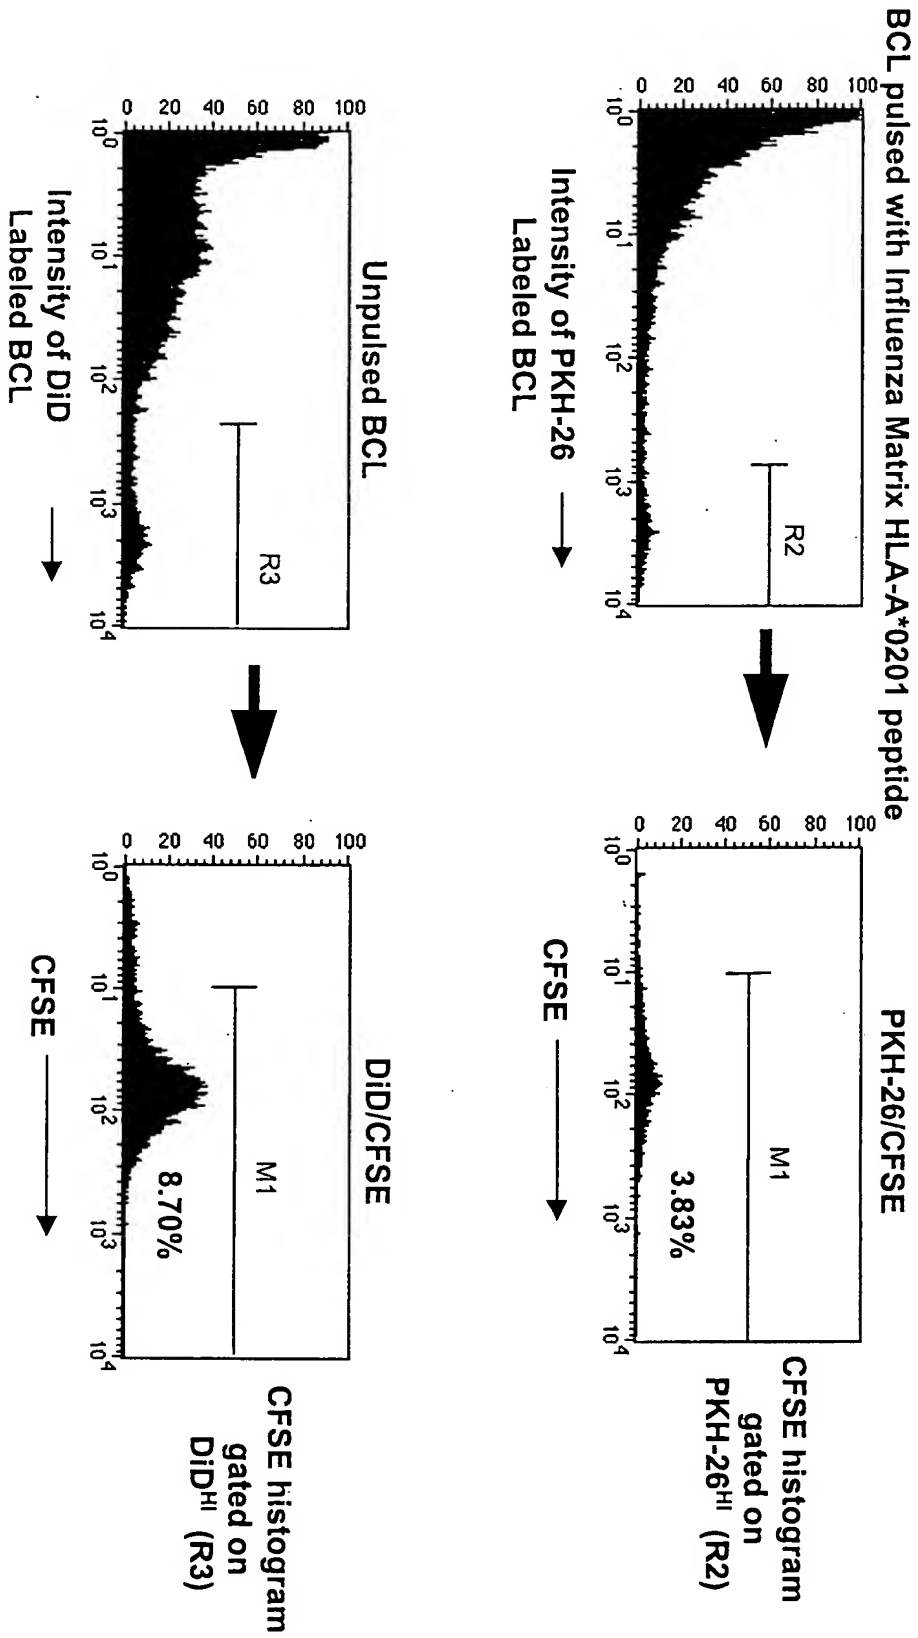 BCL pulsed with Influenza Matrix HLA-A*0201 peptide
100
80
60
40
20
0
10^0
10^1
10^2
10^3
10^4
R2
Intensity of PKH-26
Labeled BCL
PKH-26/CFSE
100
80
60
40
20
0
10^0
10^1
10^2
10^3
10^4
M1
3.83%
CFSE
CFSE histogram
gated on
PKH-26^HI (R2)
Unpulsed BCL
100
80
60
40
20
0
10^0
10^1
10^2
10^3
10^4
R3
Intensity of DiD
Labeled BCL
DiD/CFSE
100
80
60
40
20
0
10^0
10^1
10^2
10^3
10^4
M1
8.70%
CFSE
CFSE histogram
gated on
DiD^HI (R3)